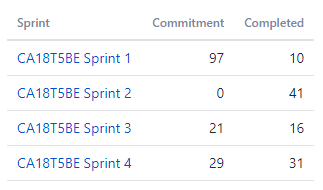 Sprint Commitment Completed
CA18T5BE Sprint 1 97 10
CA18T5BE Sprint 2 0 41
CA18T5BE Sprint 3 21 16
CA18T5BE Sprint 4 29 31